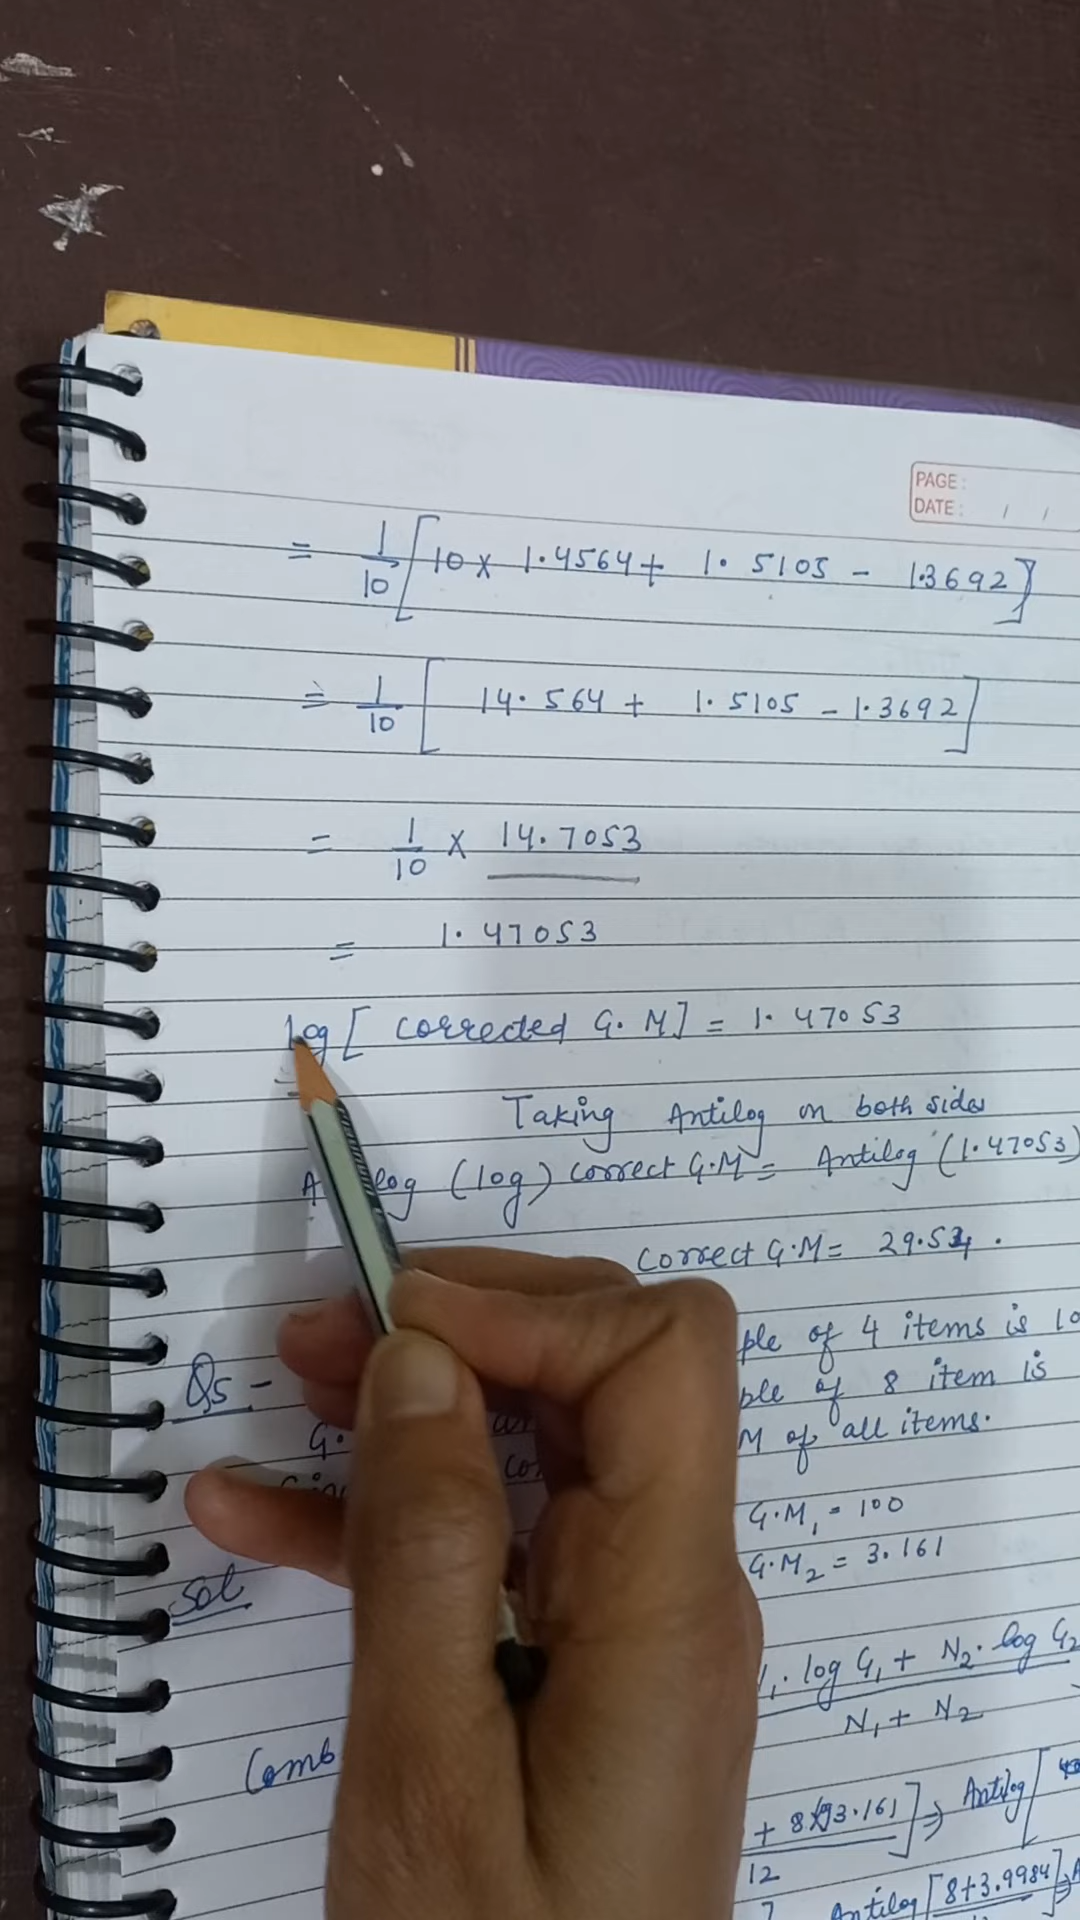 PAGE:
DATE: / /
= 1/10 [10 × 1.4564 + 1.5105 - 1.3692]
= 1/10 [14.564 + 1.5105 - 1.3692]
= 1/10 × 14.7053
= 1.47053
log [corrected G.M] = 1.47053
Taking Antilog on both sides
A log (log) correct G.M = Antilog (1.47053)
correct G.M = 29.54.
Q5 - ple of 4 items is 10
ple of 8 item is
G. M of all items.
Sol
G.M1 = 100
G.M2 = 3.161
1. log G1 + N2. log G2
N1 + N2
Comb
+ 8 3.161] ⇒ Antilog [
12
Antilog [8+3.9984]